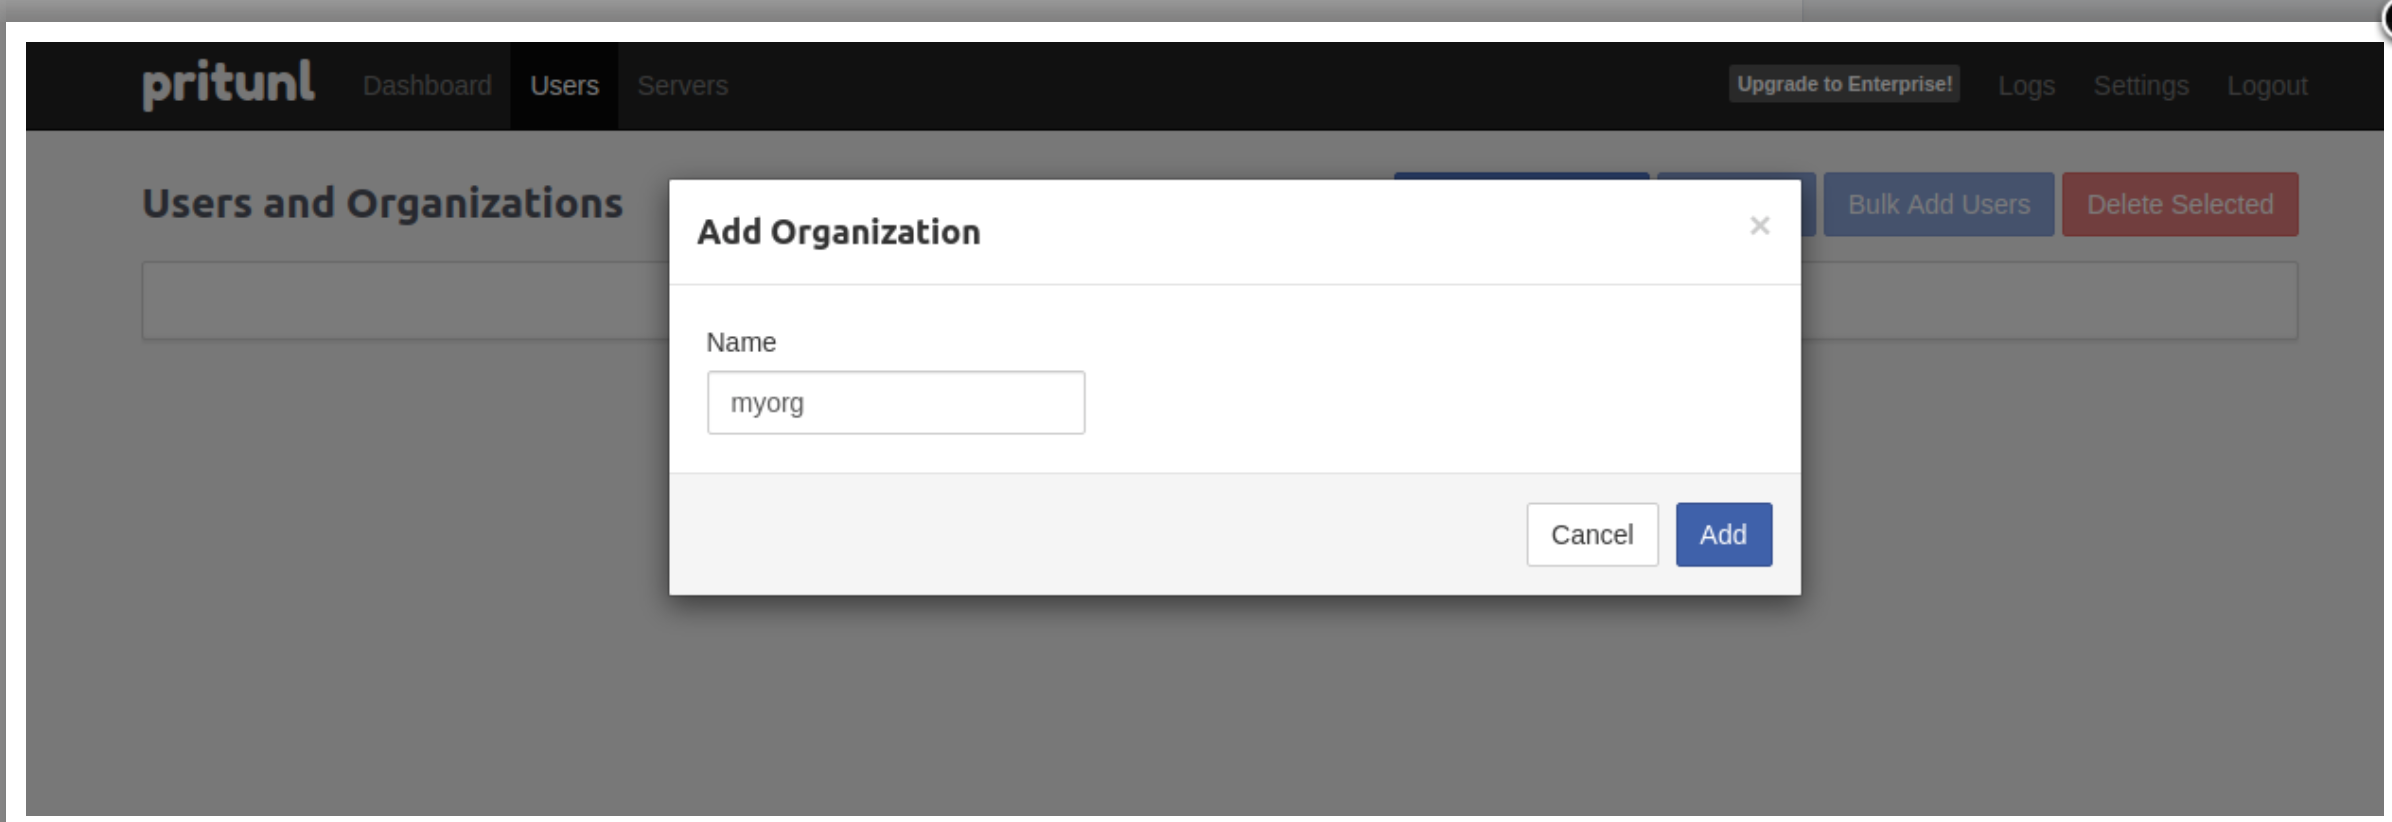 pritunl Dashboard Users Servers Upgrade to Enterprise! Logs Settings Logout
Users and Organizations Bulk Add Users Delete Selected
Add Organization ×
Name
myorg
Cancel Add